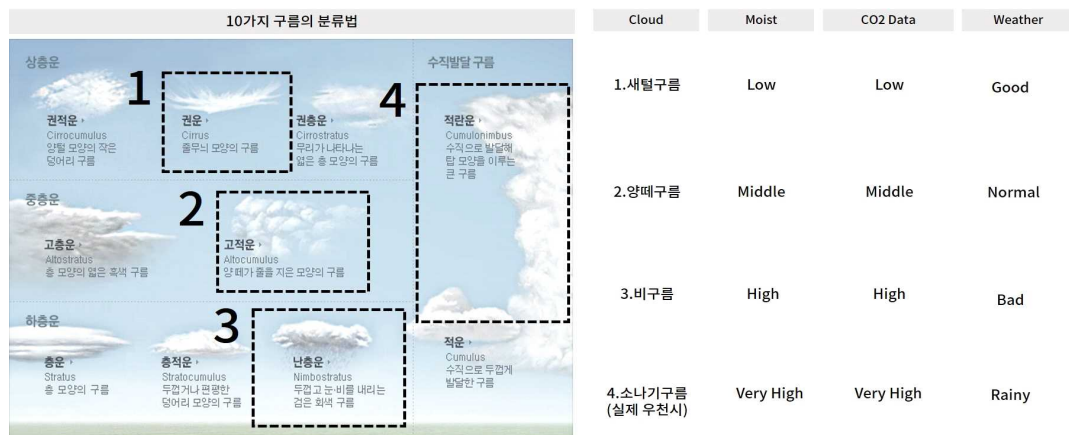 10가지 구름의 분류법
상층운
수직발달 구름
1
4
권적운
Cirrocumulus
양털 모양의 작은
덩어리 구름
권운
Cirrus
줄무늬 모양의 구름
권층운
Cirrostratus
무리가 나타나는
엷은 층 모양의 구름
적란운
Cumulonimbus
수직으로 발달해
탑 모양을 이루는
큰 구름
중층운
2
고층운
Altostratus
층 모양의 엷은 흑색 구름
고적운
Altocumulus
양 떼가 줄을 지은 모양의 구름
하층운
3
층운
Stratus
층 모양의 구름
층적운
Stratocumulus
두껍거나 편평한
덩어리 모양의 구름
난층운
Nimbostratus
두껍고 눈·비를 내리는
검은 회색 구름
적운
Cumulus
수직으로 두껍게
발달한 구름
Cloud Moist CO2 Data Weather
1.새털구름 Low Low Good
2.양떼구름 Middle Middle Normal
3.비구름 High High Bad
4.소나기구름 Very High Very High Rainy
(실제 우천시)